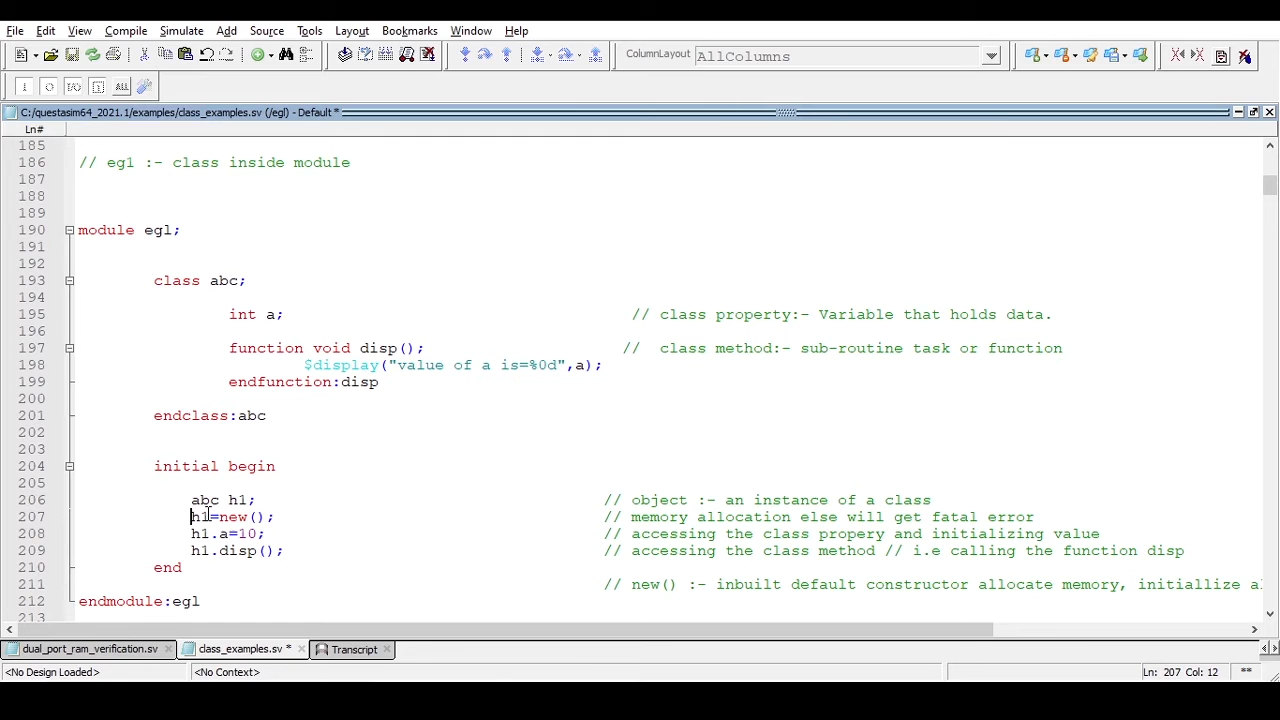 File Edit View Compile Simulate Add Source Tools Layout Bookmarks Window Help
ColumnLayout AllColumns
C:/questasim64_2021.1/examples/class_examples.sv (/egl) - Default *
Ln#
185
186 // eg1 :- class inside module
187
188
189
190 module egl;
191
192
193 class abc;
194
195 int a; // class property:- Variable that holds data.
196
197 function void disp(); // class method:- sub-routine task or function
198 $display("value of a is=%0d",a);
199 endfunction:disp
200
201 endclass:abc
202
203
204 initial begin
205
206 abc h1; // object :- an instance of a class
207 h1=new(); // memory allocation else will get fatal error
208 h1.a=10; // accessing the class propery and initializing value
209 h1.disp(); // accessing the class method // i.e calling the function disp
210 end
211 // new() :- inbuilt default constructor allocate memory, initiallize al
212 endmodule:egl
213
dual_port_ram_verification.sv class_examples.sv * Transcript
<No Design Loaded> <No Context> Ln: 207 Col: 12 **